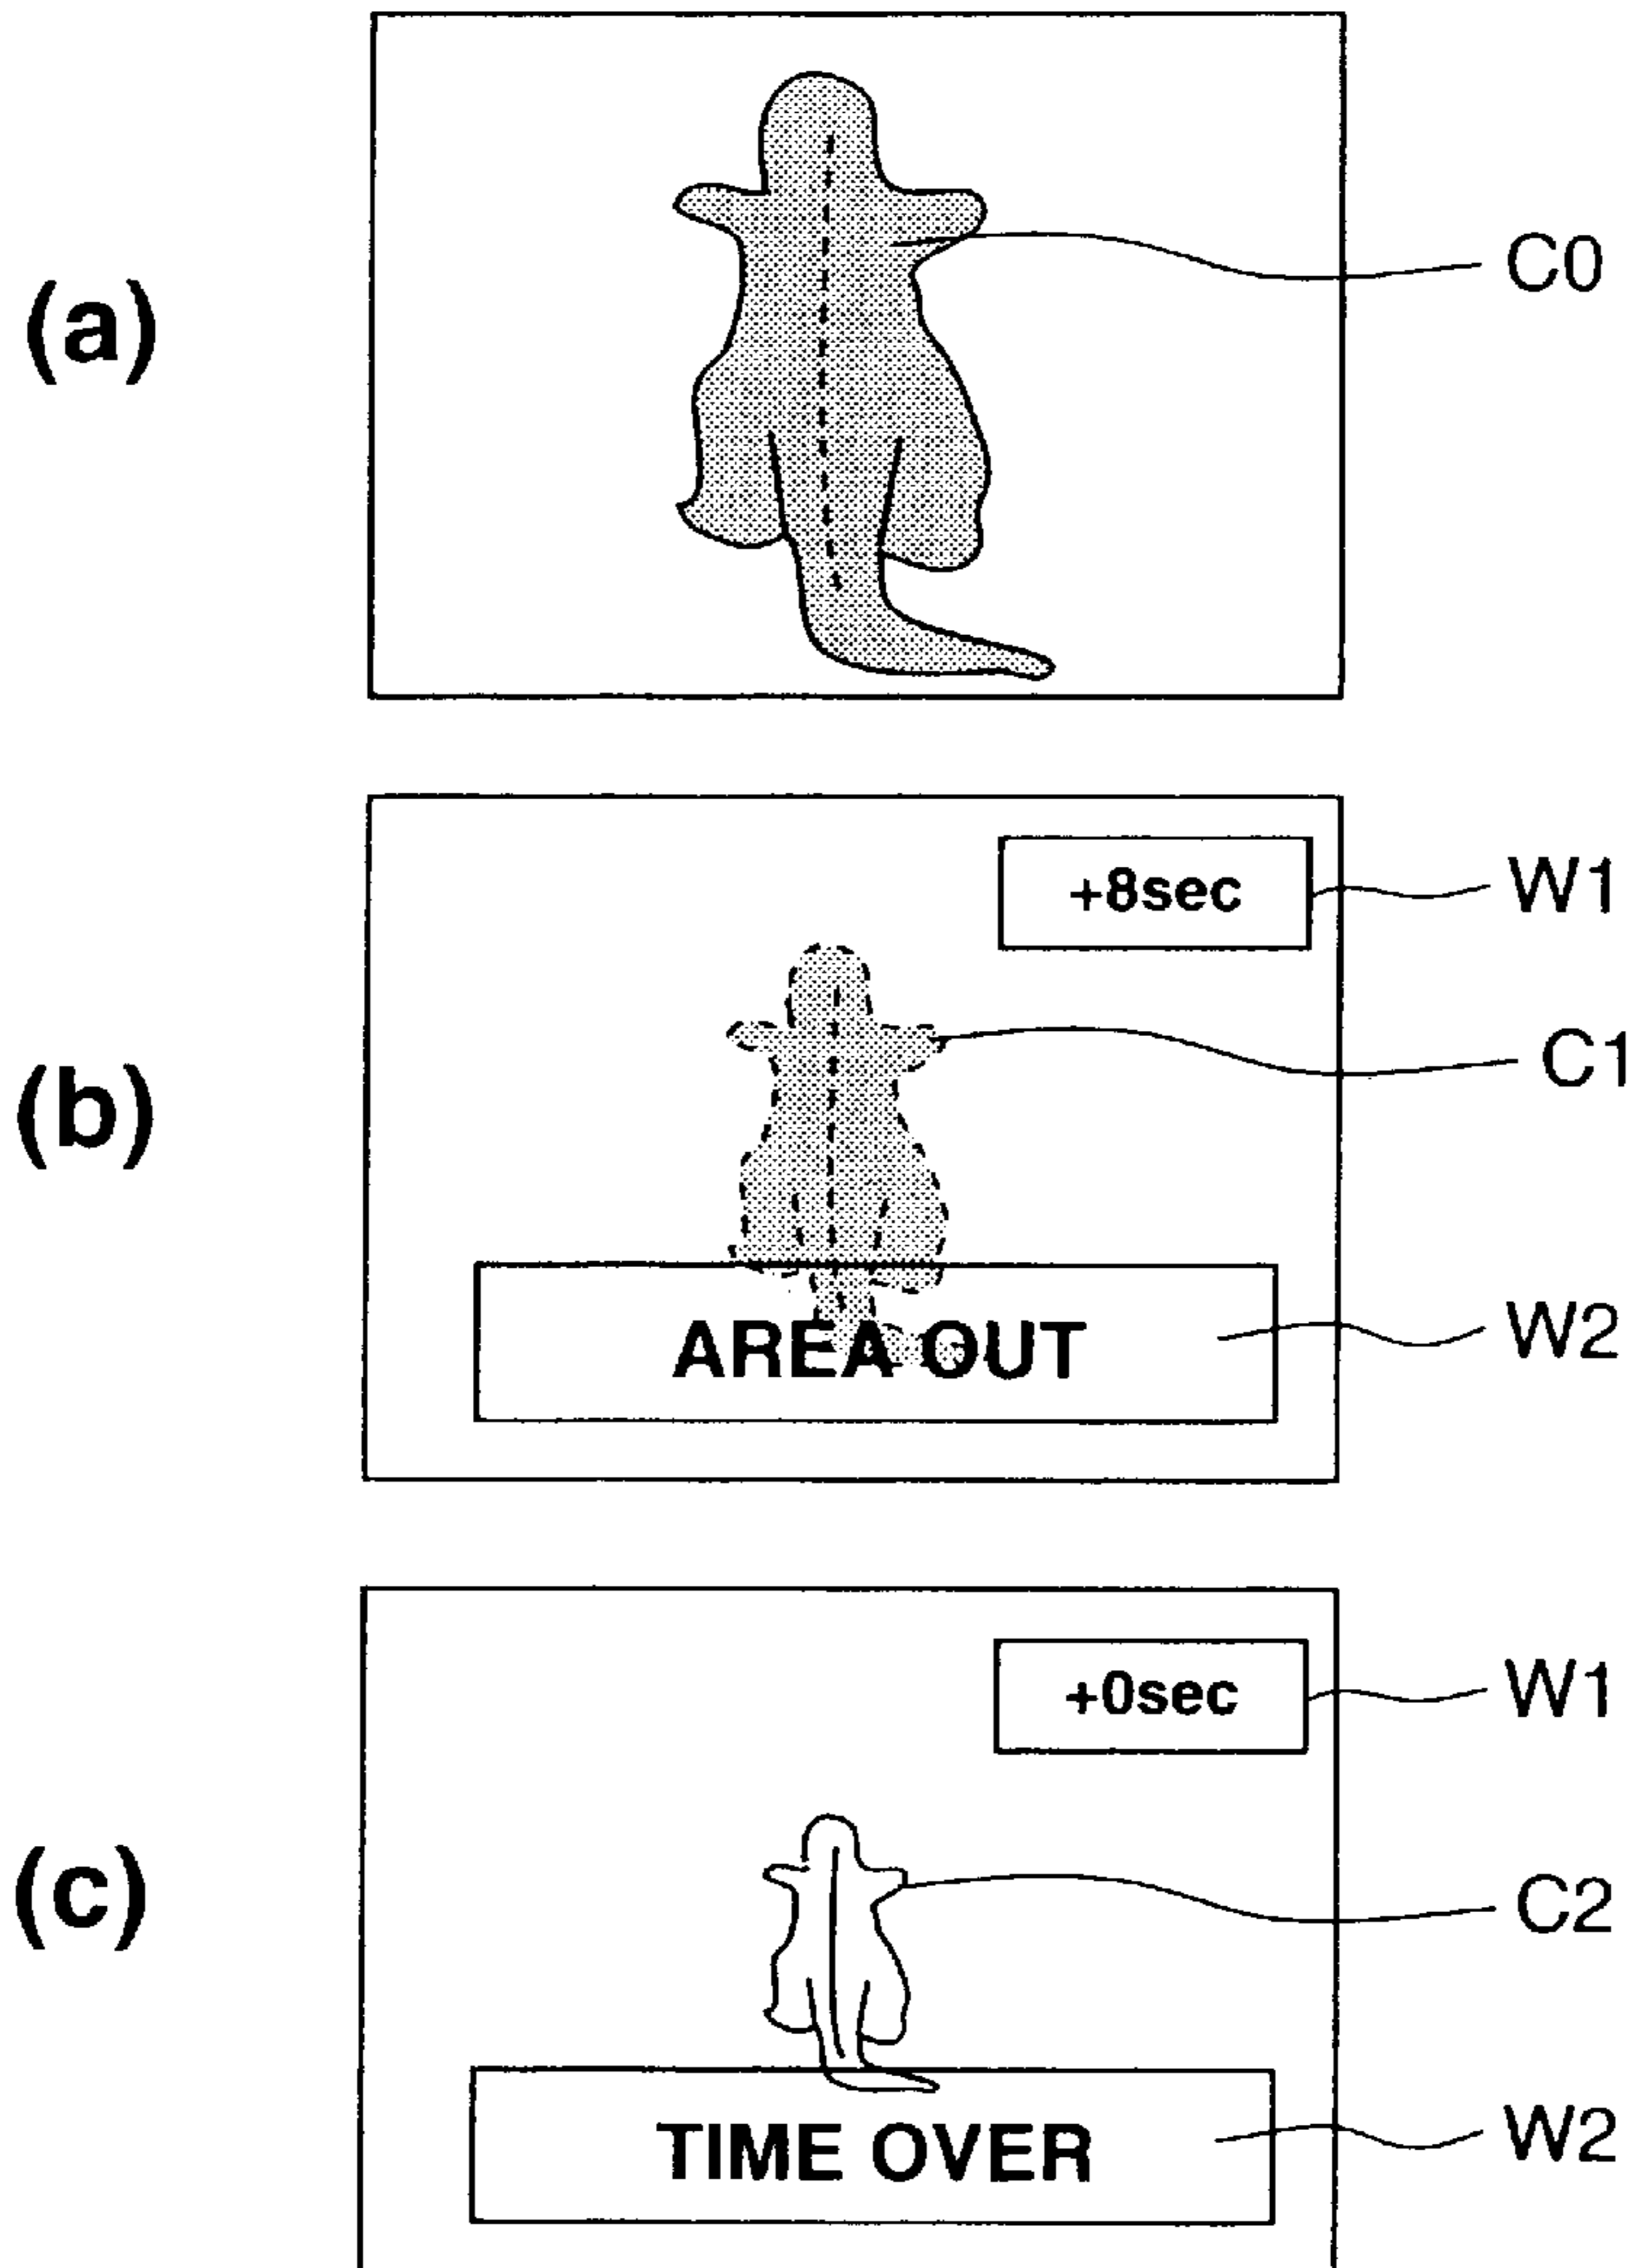 (a)
C0
(b)
+8sec
W1
C1
AREA OUT
W2
(c)
+0sec
W1
C2
TIME OVER
W2